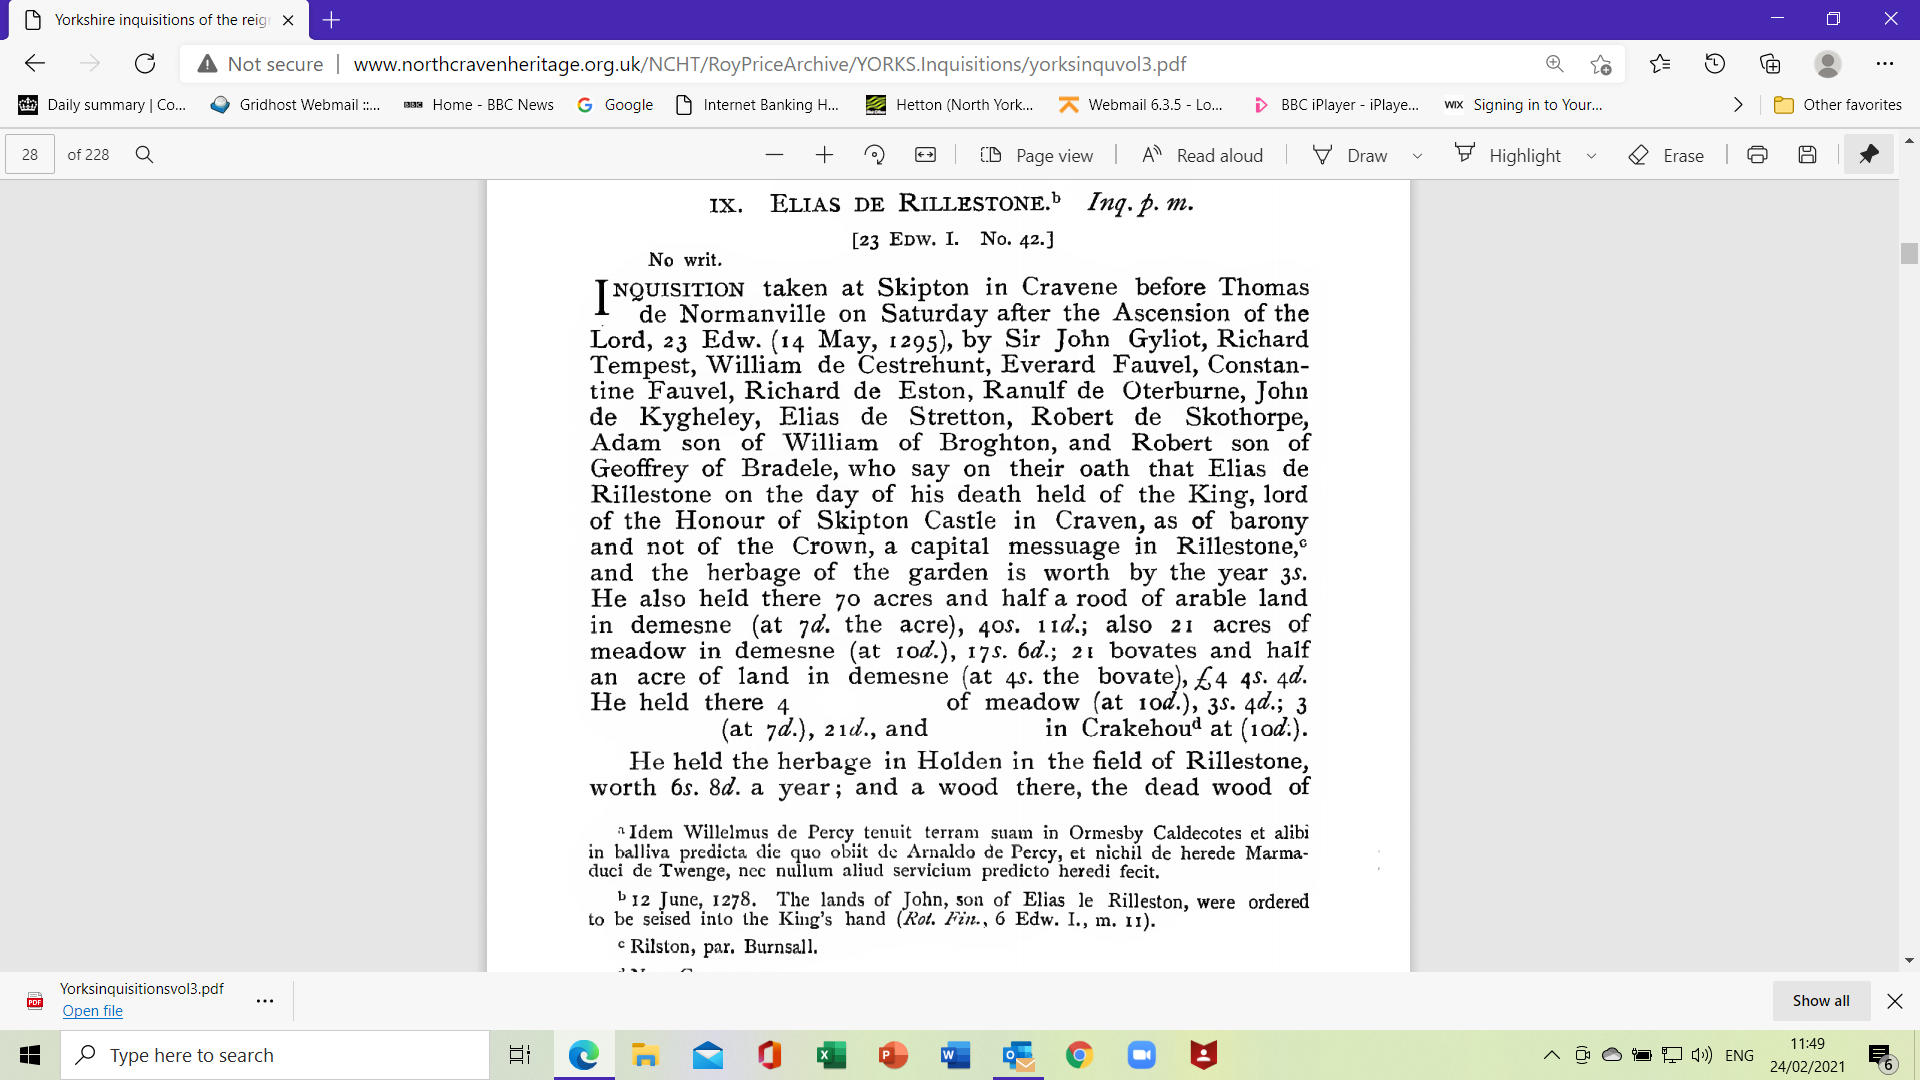 Yorkshire inquisitions of the reig
Not secure | www.northcravenheritage.org.uk/NCHT/RoyPriceArchive/YORKS.Inquisitions/yorksinquvol3.pdf
Daily summary | Co... Gridhost Webmail ::... BBC Home - BBC News Google Internet Banking H... Hetton (North York... Webmail 6.3.5 - Lo... BBC iPlayer - iPlaye... WIX Signing in to Your... Other favorites
28 of 228 Page view Read aloud Draw Highlight Erase
IX. ELIAS DE RILLESTONE.ᵇ Inq. p. m.
[23 EDW. I. No. 42.]
No writ.
INQUISITION taken at Skipton in Cravene before Thomas
de Normanville on Saturday after the Ascension of the
Lord, 23 Edw. (14 May, 1295), by Sir John Gyliot, Richard
Tempest, William de Cestrehunt, Everard Fauvel, Constan-
tine Fauvel, Richard de Eston, Ranulf de Oterburne, John
de Kygheley, Elias de Stretton, Robert de Skothorpe,
Adam son of William of Broghton, and Robert son of
Geoffrey of Bradele, who say on their oath that Elias de
Rillestone on the day of his death held of the King, lord
of the Honour of Skipton Castle in Craven, as of barony
and not of the Crown, a capital messuage in Rillestone,ᶜ
and the herbage of the garden is worth by the year 3s.
He also held there 70 acres and half a rood of arable land
in demesne (at 7d. the acre), 40s. 11d.; also 21 acres of
meadow in demesne (at 10d.), 17s. 6d.; 21 bovates and half
an acre of land in demesne (at 4s. the bovate), £4 4s. 4d.
He held there 4 of meadow (at 10d.), 3s. 4d.; 3
(at 7d.), 21d., and in Crakehouᵈ at (10d.).
He held the herbage in Holden in the field of Rillestone,
worth 6s. 8d. a year; and a wood there, the dead wood of
ᵃ Idem Willelmus de Percy tenuit terram suam in Ormesby Caldecotes et alibi
in balliva predicta die quo obiit de Arnaldo de Percy, et nichil de herede Marma-
duci de Twenge, nec nullum aliud servicium predicto heredi fecit.
ᵇ 12 June, 1278. The lands of John, son of Elias le Rilleston, were ordered
to be seised into the King's hand (Rot. Fin., 6 Edw. I., m. 11).
ᶜ Rilston, par. Burnsall.
Yorksinquisitionsvol3.pdf
Open file
Show all
Type here to search
ENG
11:49
24/02/2021
6